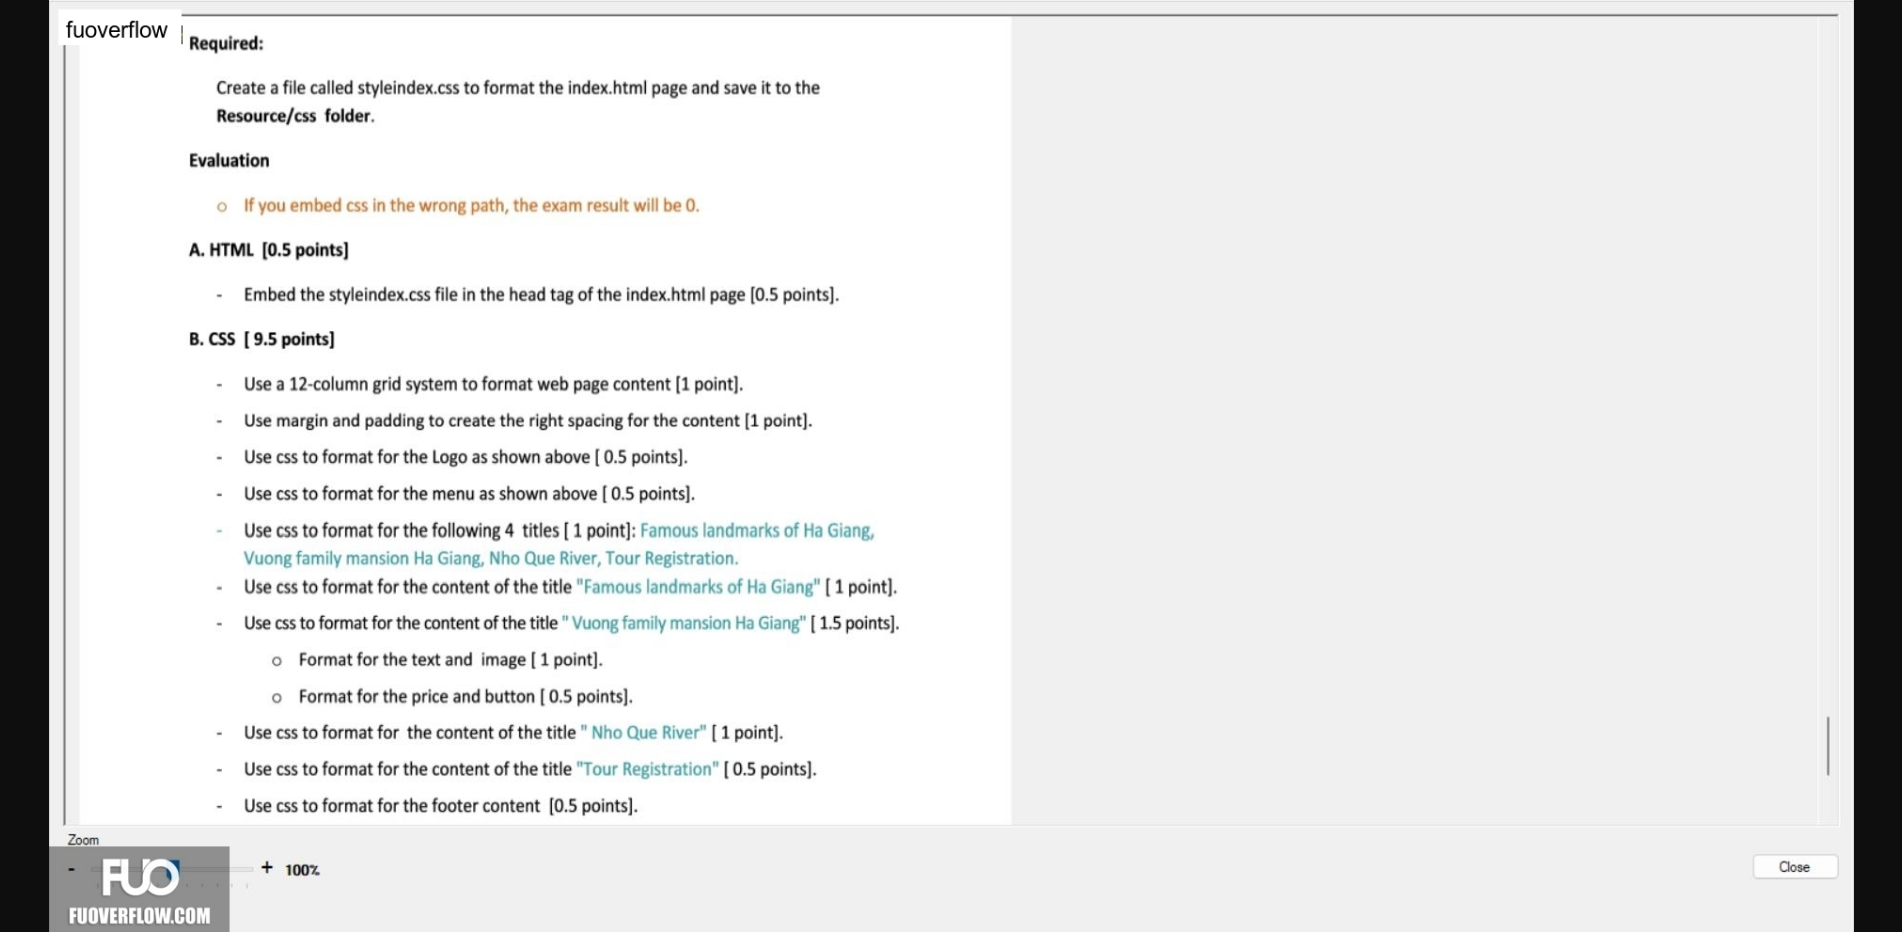 fuoverflow
Required:
Create a file called styleindex.css to format the index.html page and save it to the
Resource/css folder.
Evaluation
o If you embed css in the wrong path, the exam result will be 0.
A. HTML [0.5 points]
- Embed the styleindex.css file in the head tag of the index.html page [0.5 points].
B. CSS [ 9.5 points]
- Use a 12-column grid system to format web page content [1 point].
- Use margin and padding to create the right spacing for the content [1 point].
- Use css to format for the Logo as shown above [ 0.5 points].
- Use css to format for the menu as shown above [ 0.5 points].
- Use css to format for the following 4 titles [ 1 point]: Famous landmarks of Ha Giang,
Vuong family mansion Ha Giang, Nho Que River, Tour Registration.
- Use css to format for the content of the title "Famous landmarks of Ha Giang" [ 1 point].
- Use css to format for the content of the title " Vuong family mansion Ha Giang" [ 1.5 points].
o Format for the text and image [ 1 point].
o Format for the price and button [ 0.5 points].
- Use css to format for the content of the title " Nho Que River" [ 1 point].
- Use css to format for the content of the title "Tour Registration" [ 0.5 points].
- Use css to format for the footer content [0.5 points].
Zoom
- + 100%
Close
FUO
FUOVERFLOW.COM